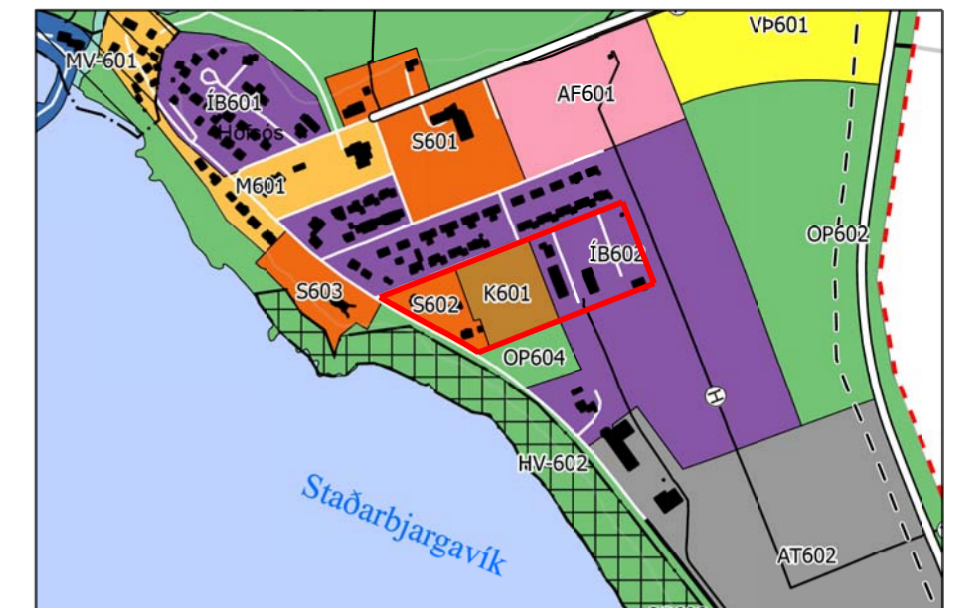 VÞ601
MV-601
ÍB601
AF601
Hofsós
S601
M601
OP602
ÍB602
S603
S602
K601
OP604
H
HV-602
Staðarbjargavík
AT602